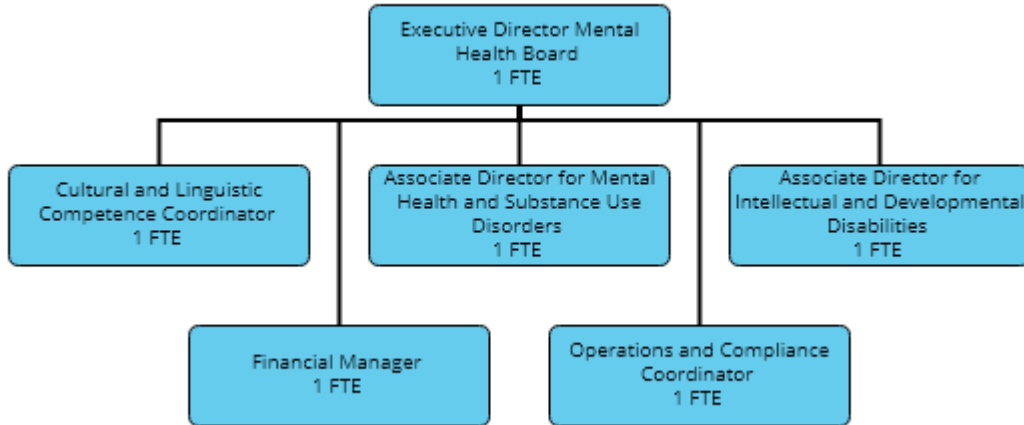 Executive Director Mental
Health Board
1 FTE
Cultural and Linguistic
Competence Coordinator
1 FTE
Associate Director for Mental
Health and Substance Use
Disorders
1 FTE
Associate Director for
Intellectual and Developmental
Disabilities
1 FTE
Financial Manager
1 FTE
Operations and Compliance
Coordinator
1 FTE